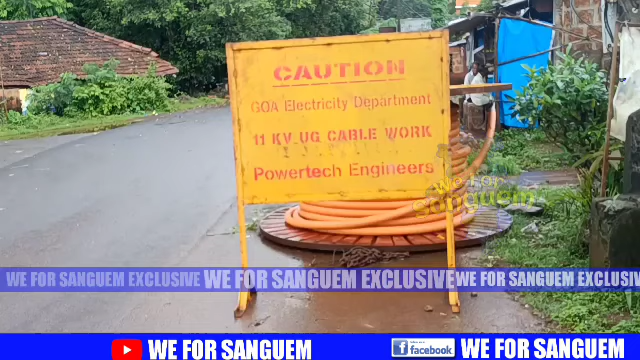 CAUTION
GOA Electricity Department
11 KV UG CABLE WORK
Powertech Engineers
We For
Sanguem
WE FOR SANGUEM EXCLUSIVE WE FOR SANGUEM EXCLUSIVE WE FOR SANGUEM EXCLUSIVE
WE FOR SANGUEM facebook WE FOR SANGUEM